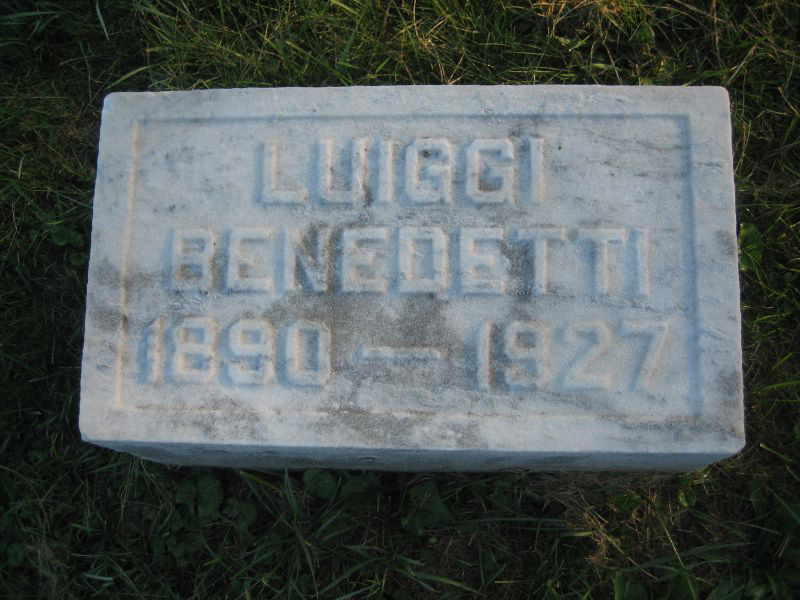 LUIGGI
BENEDETTI
1890 — 1927